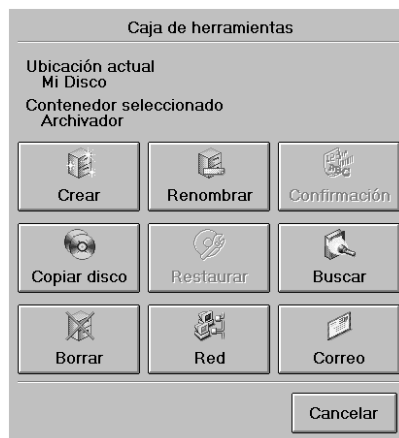 Caja de herramientas
Ubicación actual
Mi Disco
Contenedor seleccionado
Archivador
Crear
Renombrar
Confirmación
Copiar disco
Restaurar
Buscar
Borrar
Red
Correo
Cancelar